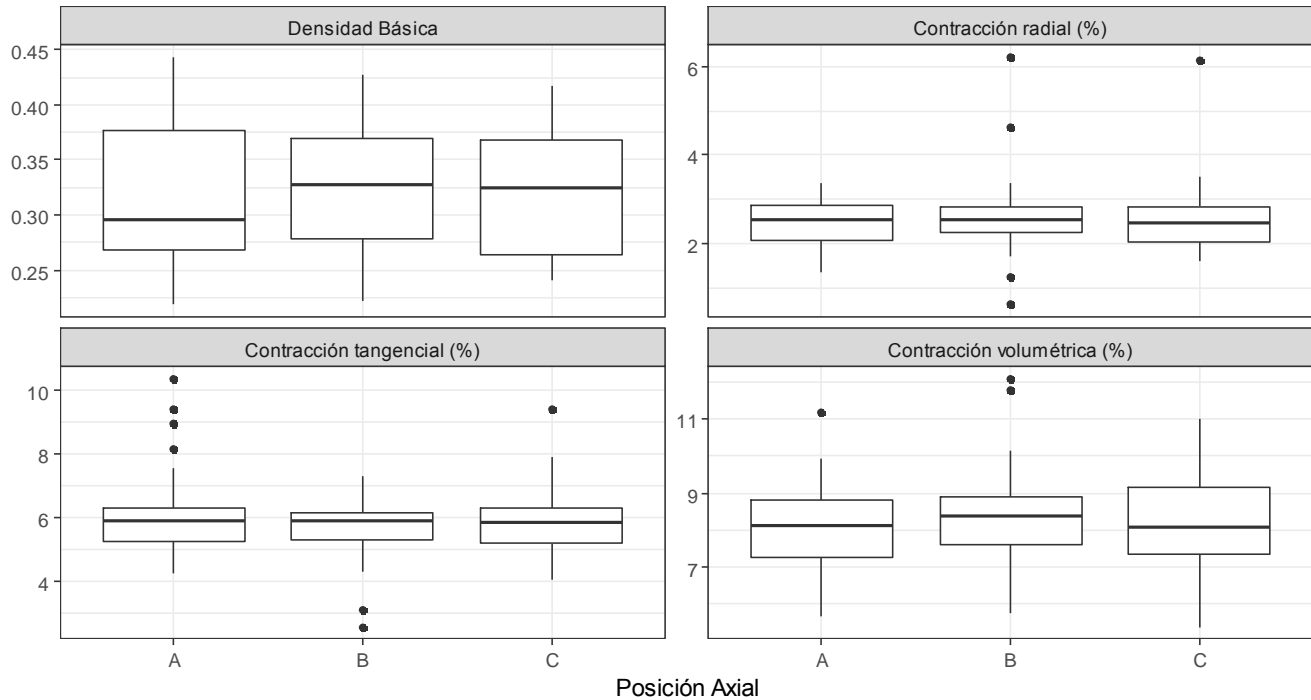 Densidad Básica
0.45
0.40
0.35
0.30
0.25
Contracción radial (%)
6
4
2
Contracción tangencial (%)
10
8
6
4
A
B
C
Contracción volumétrica (%)
11
9
7
A
B
C
Posición Axial